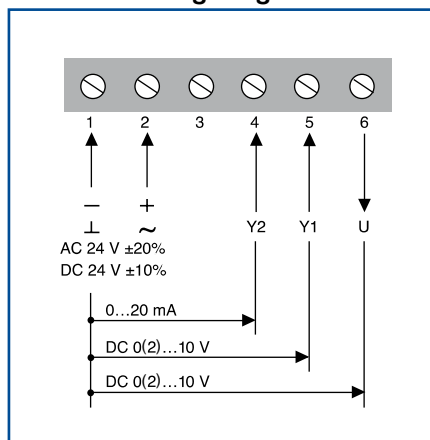 1 2 3 4 5 6
− +
⊥ ~ Y2 Y1 U
AC 24 V ±20%
DC 24 V ±10%
0...20 mA
DC 0(2)...10 V
DC 0(2)...10 V